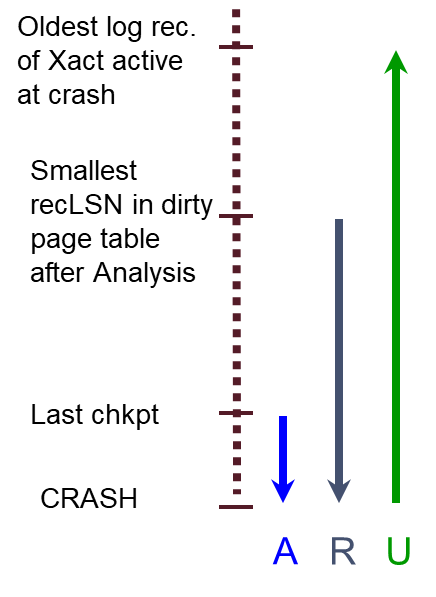 Oldest log rec.
of Xact active
at crash
Smallest
recLSN in dirty
page table
after Analysis
Last chkpt
CRASH
A R U